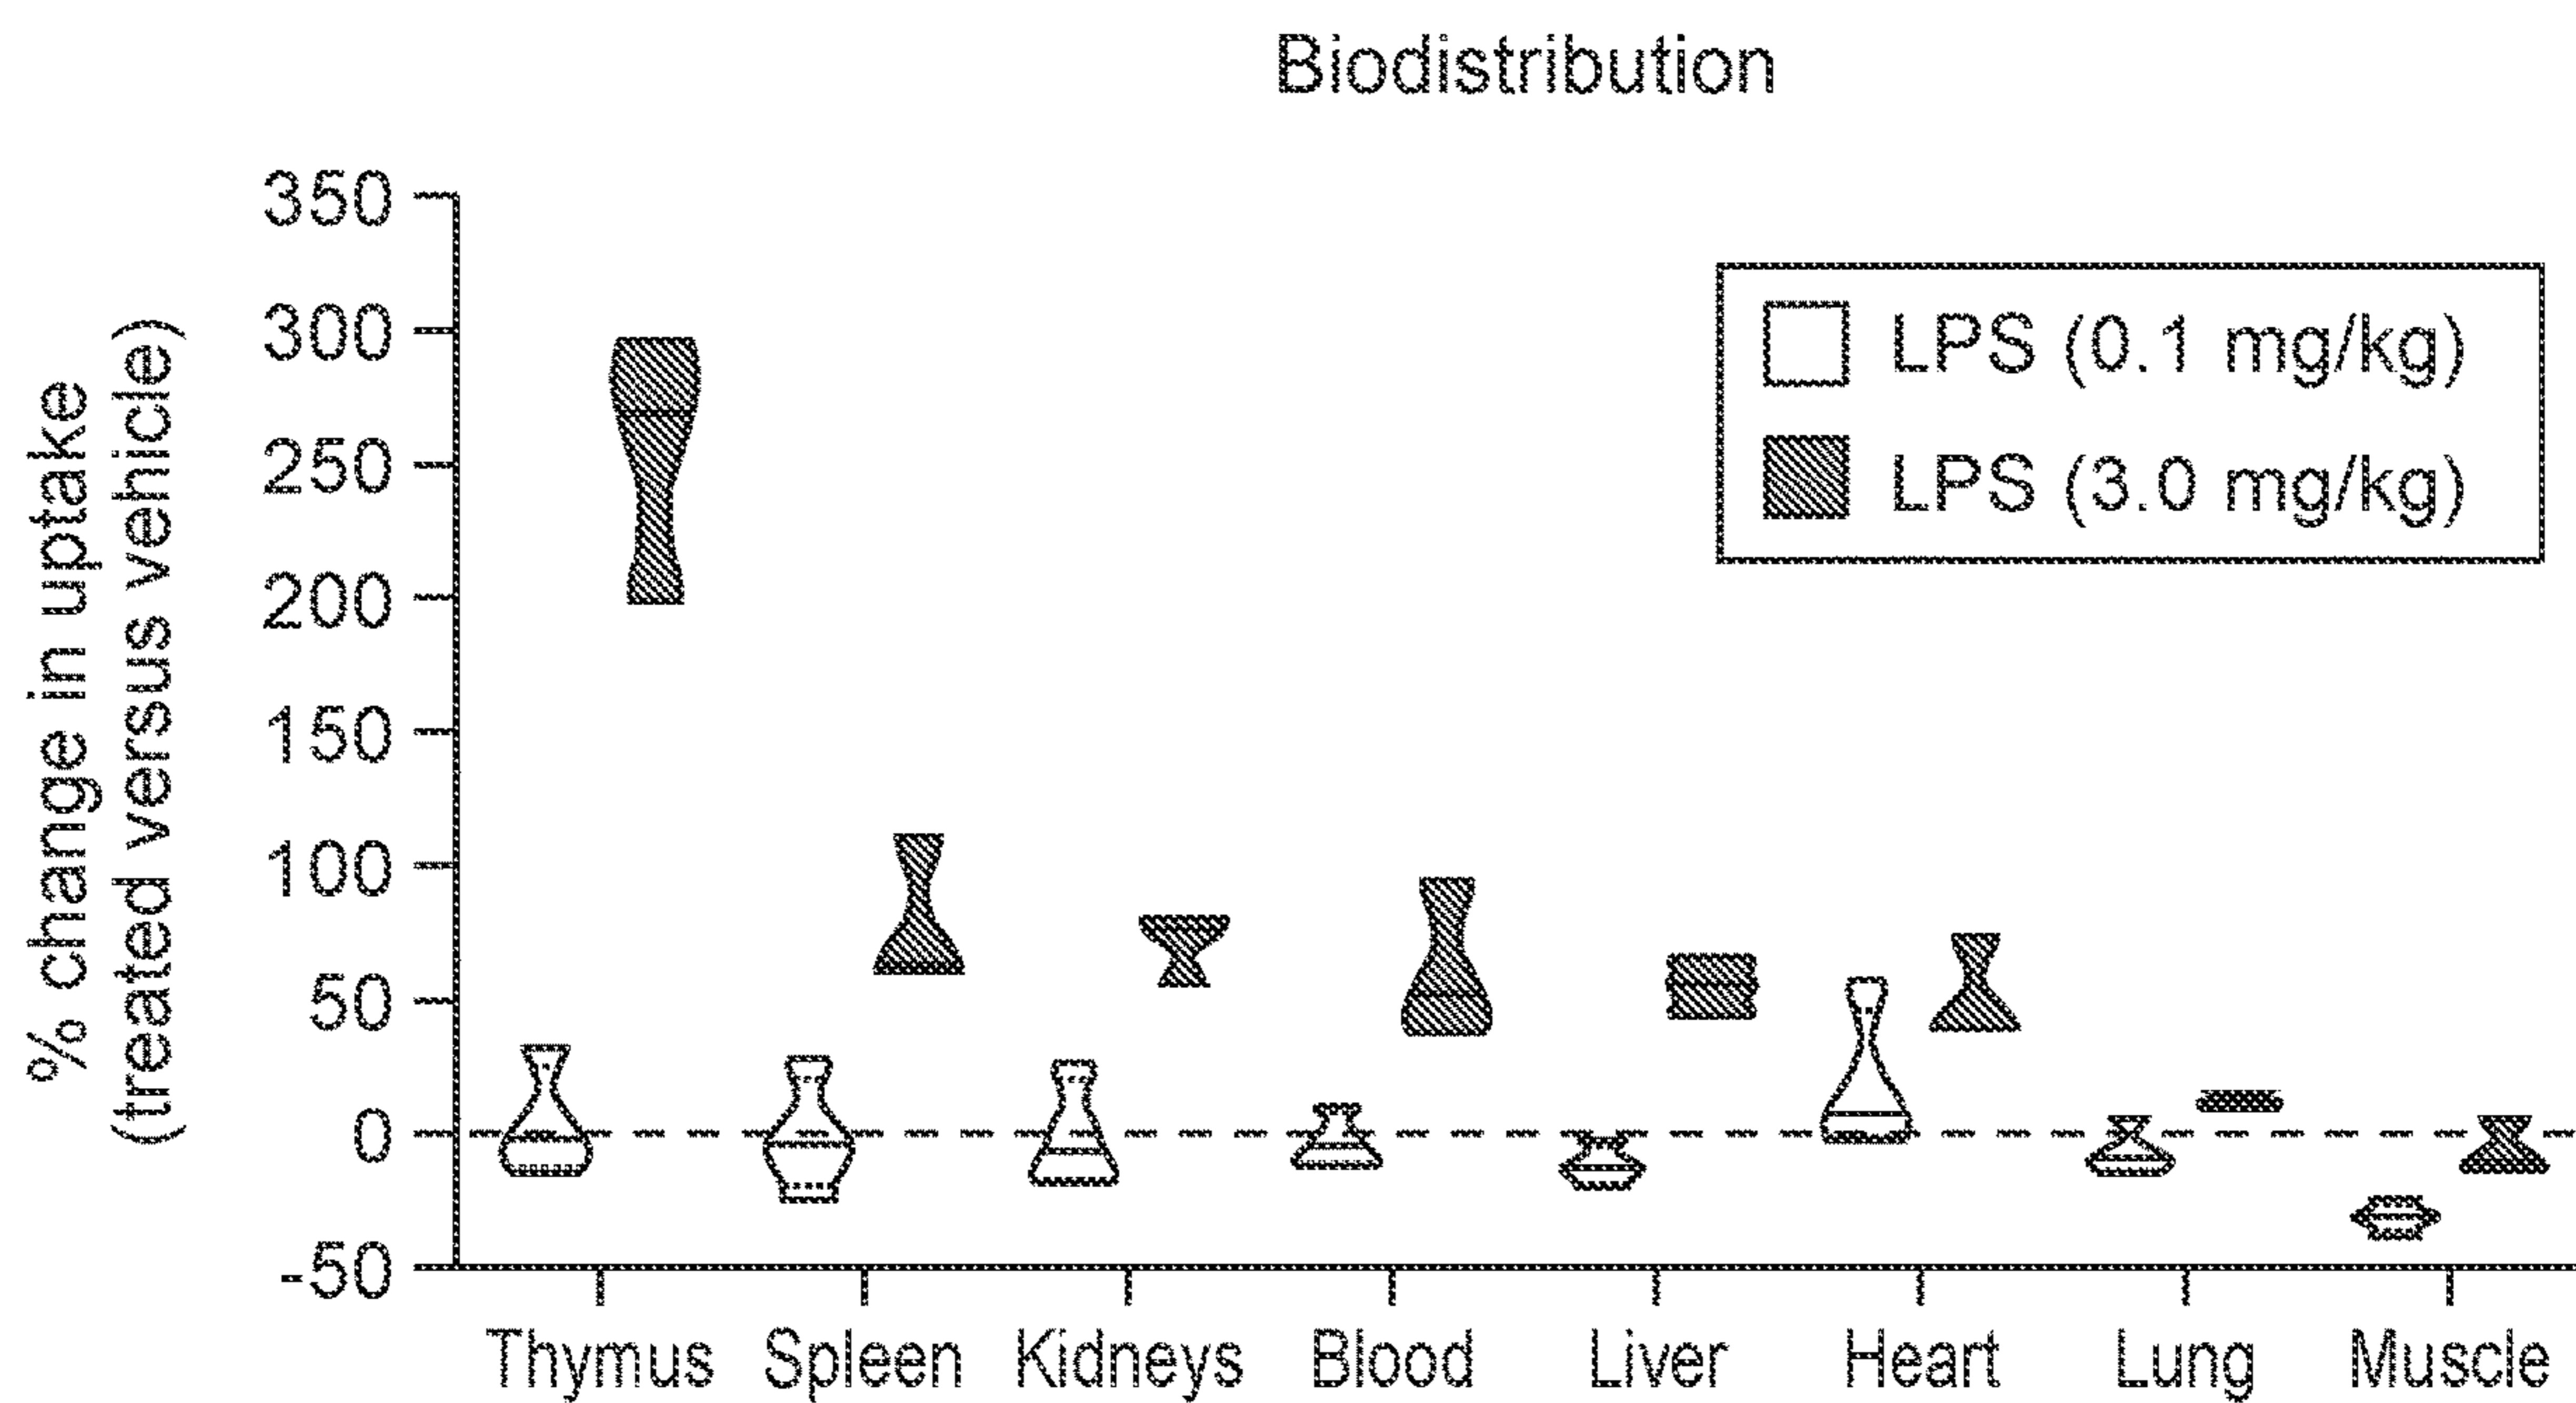 Biodistribution
% change in uptake
(treated versus vehicle)
350
300
250
200
150
100
50
0
-50
LPS (0.1 mg/kg)
LPS (3.0 mg/kg)
Thymus Spleen Kidneys Blood Liver Heart Lung Muscle